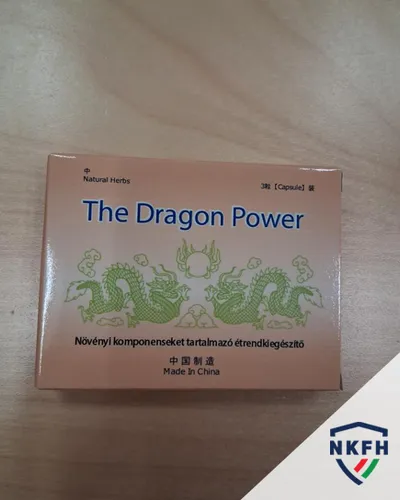 中
Natural Herbs
3粒【Capsule】装
The Dragon Power
Növényi komponenseket tartalmazó étrendkiegészítő
中国制造
Made In China
NKFH